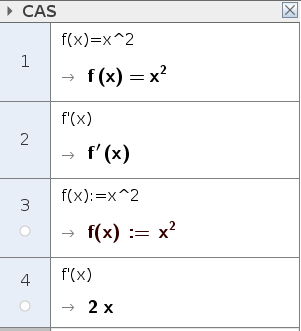 CAS
1
f(x)=x^2
→ f(x) = x²
2
f'(x)
→ f′(x)
3
f(x):=x^2
→ f(x) := x²
4
f'(x)
→ 2 x